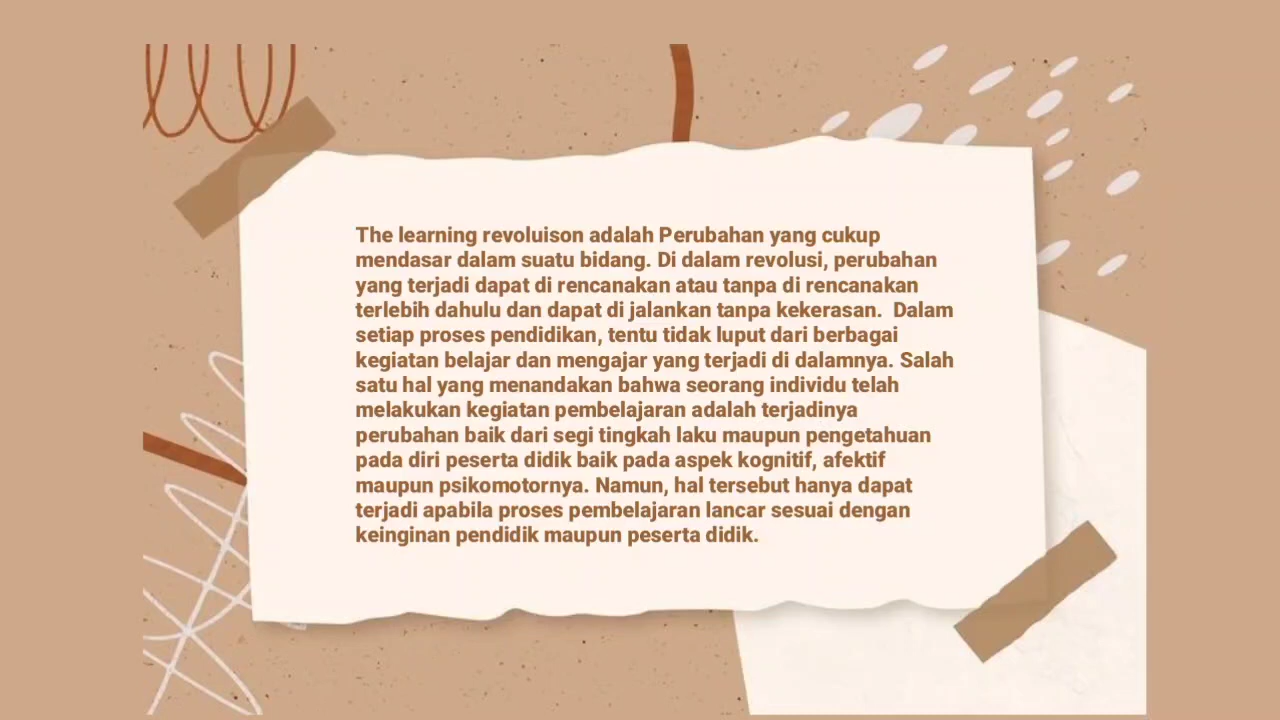 The learning revoluison adalah Perubahan yang cukup
mendasar dalam suatu bidang. Di dalam revolusi, perubahan
yang terjadi dapat di rencanakan atau tanpa di rencanakan
terlebih dahulu dan dapat di jalankan tanpa kekerasan.  Dalam
setiap proses pendidikan, tentu tidak luput dari berbagai
kegiatan belajar dan mengajar yang terjadi di dalamnya. Salah
satu hal yang menandakan bahwa seorang individu telah
melakukan kegiatan pembelajaran adalah terjadinya
perubahan baik dari segi tingkah laku maupun pengetahuan
pada diri peserta didik baik pada aspek kognitif, afektif
maupun psikomotornya. Namun, hal tersebut hanya dapat
terjadi apabila proses pembelajaran lancar sesuai dengan
keinginan pendidik maupun peserta didik.